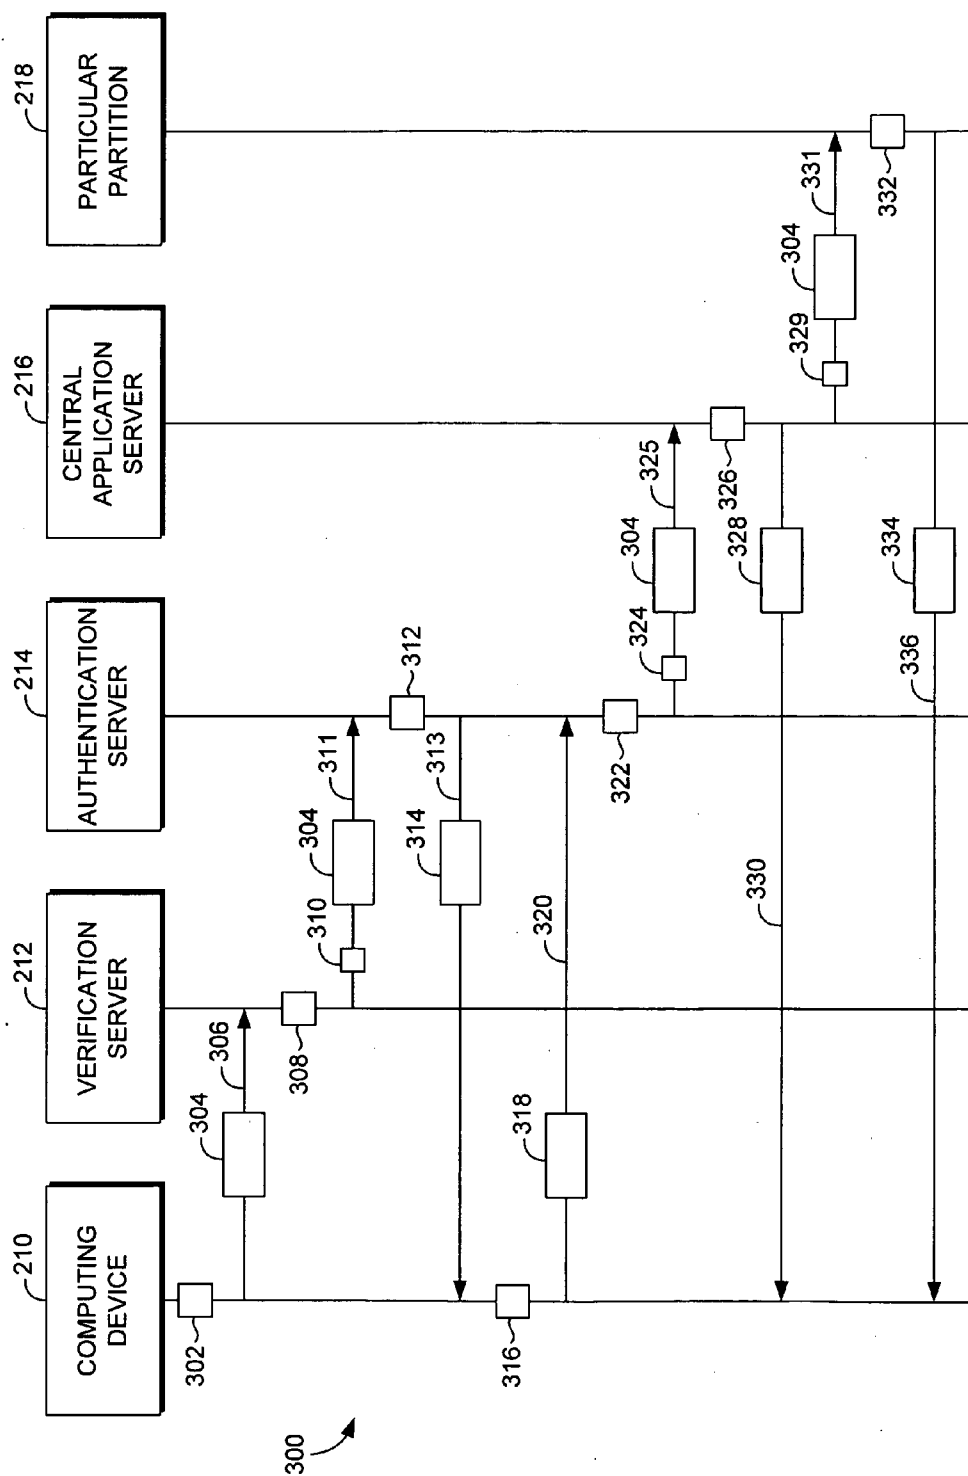 300
210
COMPUTING
DEVICE
212
VERIFICATION
SERVER
214
AUTHENTICATION
SERVER
216
CENTRAL
APPLICATION
SERVER
218
PARTICULAR
PARTITION
302
304
306
308
310
304
311
312
313
314
316
318
320
322
324
304
325
326
328
330
329
304
331
332
334
336